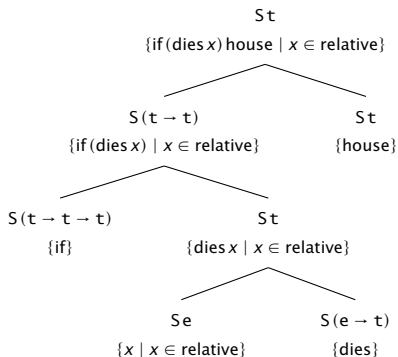 S t
{if (dies x) house | x ∈ relative}
S (t → t)
{if (dies x) | x ∈ relative}
S t
{house}
S (t → t → t)
{if}
S t
{dies x | x ∈ relative}
S e
{x | x ∈ relative}
S (e → t)
{dies}